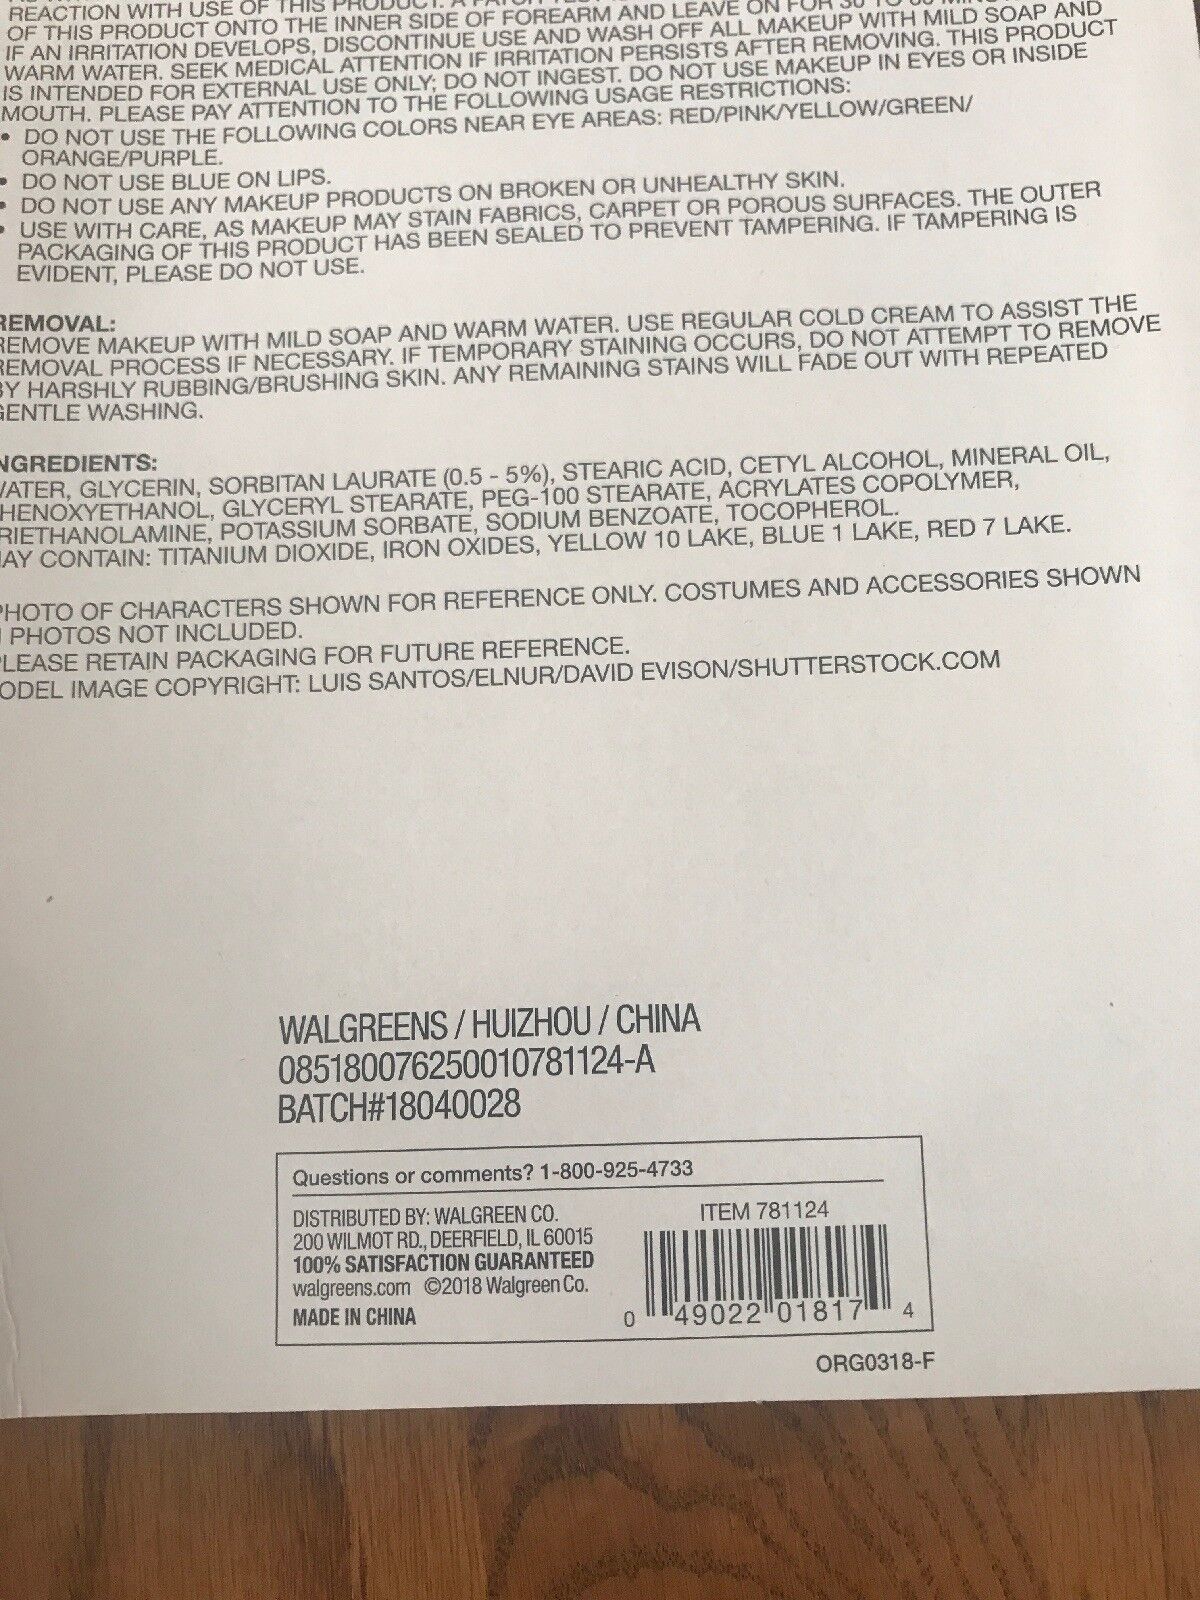 REACTION WITH USE OF THIS PRODUCT. A PATCH
OF THIS PRODUCT ONTO THE INNER SIDE OF FOREARM AND LEAVE ON FOR 30 TO
IF AN IRRITATION DEVELOPS, DISCONTINUE USE AND WASH OFF ALL MAKEUP WITH MILD SOAP AND
WARM WATER. SEEK MEDICAL ATTENTION IF IRRITATION PERSISTS AFTER REMOVING. THIS PRODUCT
IS INTENDED FOR EXTERNAL USE ONLY; DO NOT INGEST. DO NOT USE MAKEUP IN EYES OR INSIDE
MOUTH. PLEASE PAY ATTENTION TO THE FOLLOWING USAGE RESTRICTIONS:
• DO NOT USE THE FOLLOWING COLORS NEAR EYE AREAS: RED/PINK/YELLOW/GREEN/
ORANGE/PURPLE.
• DO NOT USE BLUE ON LIPS.
• DO NOT USE ANY MAKEUP PRODUCTS ON BROKEN OR UNHEALTHY SKIN.
• USE WITH CARE, AS MAKEUP MAY STAIN FABRICS, CARPET OR POROUS SURFACES. THE OUTER
PACKAGING OF THIS PRODUCT HAS BEEN SEALED TO PREVENT TAMPERING. IF TAMPERING IS
EVIDENT, PLEASE DO NOT USE.
REMOVAL:
REMOVE MAKEUP WITH MILD SOAP AND WARM WATER. USE REGULAR COLD CREAM TO ASSIST THE
REMOVAL PROCESS IF NECESSARY. IF TEMPORARY STAINING OCCURS, DO NOT ATTEMPT TO REMOVE
BY HARSHLY RUBBING/BRUSHING SKIN. ANY REMAINING STAINS WILL FADE OUT WITH REPEATED
GENTLE WASHING.
NGREDIENTS:
ATER, GLYCERIN, SORBITAN LAURATE (0.5 - 5%), STEARIC ACID, CETYL ALCOHOL, MINERAL OIL,
HENOXYETHANOL, GLYCERYL STEARATE, PEG-100 STEARATE, ACRYLATES COPOLYMER,
RIETHANOLAMINE, POTASSIUM SORBATE, SODIUM BENZOATE, TOCOPHEROL.
AY CONTAIN: TITANIUM DIOXIDE, IRON OXIDES, YELLOW 10 LAKE, BLUE 1 LAKE, RED 7 LAKE.
PHOTO OF CHARACTERS SHOWN FOR REFERENCE ONLY. COSTUMES AND ACCESSORIES SHOWN
PHOTOS NOT INCLUDED.
LEASE RETAIN PACKAGING FOR FUTURE REFERENCE.
ODEL IMAGE COPYRIGHT: LUIS SANTOS/ELNUR/DAVID EVISON/SHUTTERSTOCK.COM
WALGREENS / HUIZHOU / CHINA
085180076250010781124-A
BATCH#18040028
Questions or comments? 1-800-925-4733
DISTRIBUTED BY: WALGREEN CO.
200 WILMOT RD., DEERFIELD, IL 60015
100% SATISFACTION GUARANTEED
walgreens.com ©2018 Walgreen Co.
MADE IN CHINA
ITEM 781124
0 49022 01817 4
ORG0318-F